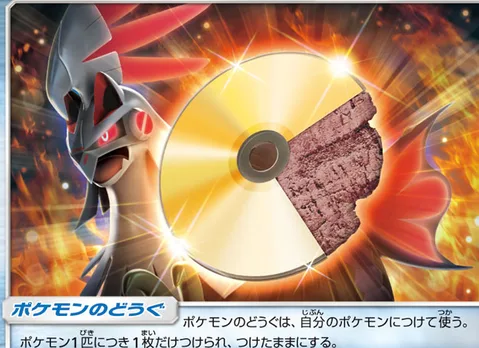 ポケモンのどうぐ
ポケモンのどうぐは、自分のポケモンにつけて使う。
ポケモン1匹につき1枚だけつけられ、つけたままにする。